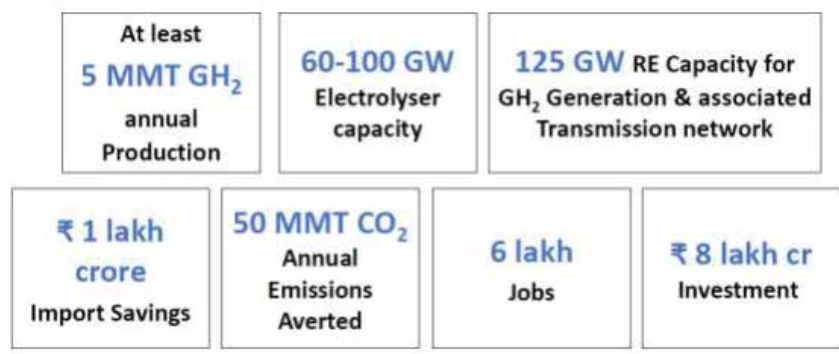 At least
5 MMT GH₂
annual
Production
60-100 GW
Electrolyser
capacity
125 GW RE Capacity for
GH₂ Generation & associated
Transmission network
₹ 1 lakh
crore
Import Savings
50 MMT CO₂
Annual
Emissions
Averted
6 lakh
Jobs
₹ 8 lakh cr
Investment